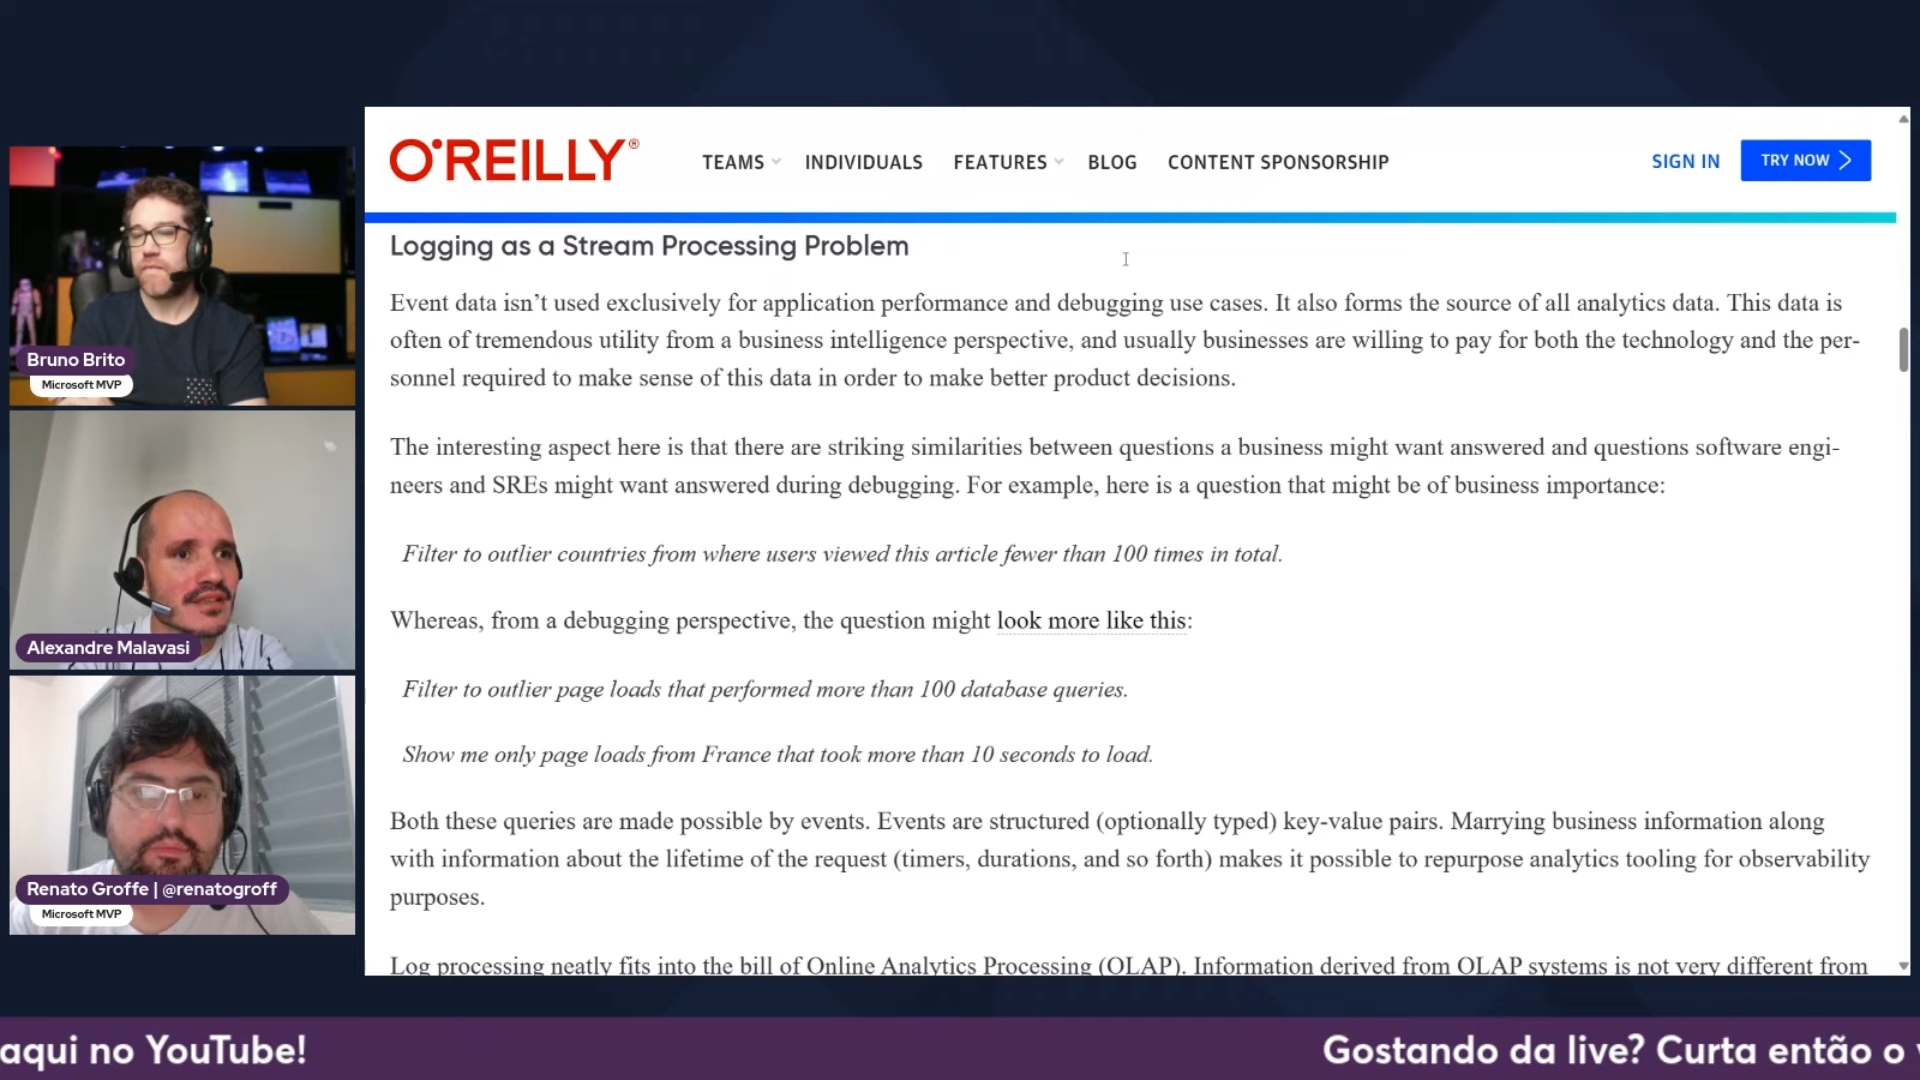 O'REILLY®
TEAMS
INDIVIDUALS
FEATURES
BLOG
CONTENT SPONSORSHIP
SIGN IN
TRY NOW
Logging as a Stream Processing Problem
Event data isn’t used exclusively for application performance and debugging use cases. It also forms the source of all analytics data. This data is
often of tremendous utility from a business intelligence perspective, and usually businesses are willing to pay for both the technology and the per-
sonnel required to make sense of this data in order to make better product decisions.
The interesting aspect here is that there are striking similarities between questions a business might want answered and questions software engi-
neers and SREs might want answered during debugging. For example, here is a question that might be of business importance:
Filter to outlier countries from where users viewed this article fewer than 100 times in total.
Whereas, from a debugging perspective, the question might look more like this:
Filter to outlier page loads that performed more than 100 database queries.
Show me only page loads from France that took more than 10 seconds to load.
Both these queries are made possible by events. Events are structured (optionally typed) key-value pairs. Marrying business information along
with information about the lifetime of the request (timers, durations, and so forth) makes it possible to repurpose analytics tooling for observability
purposes.
Log processing neatly fits into the bill of Online Analytics Processing (OLAP). Information derived from OLAP systems is not very different from
Bruno Brito
Microsoft MVP
Alexandre Malavasi
Renato Groffe | @renatogroff
Microsoft MVP
aqui no YouTube!
Gostando da live? Curta então o